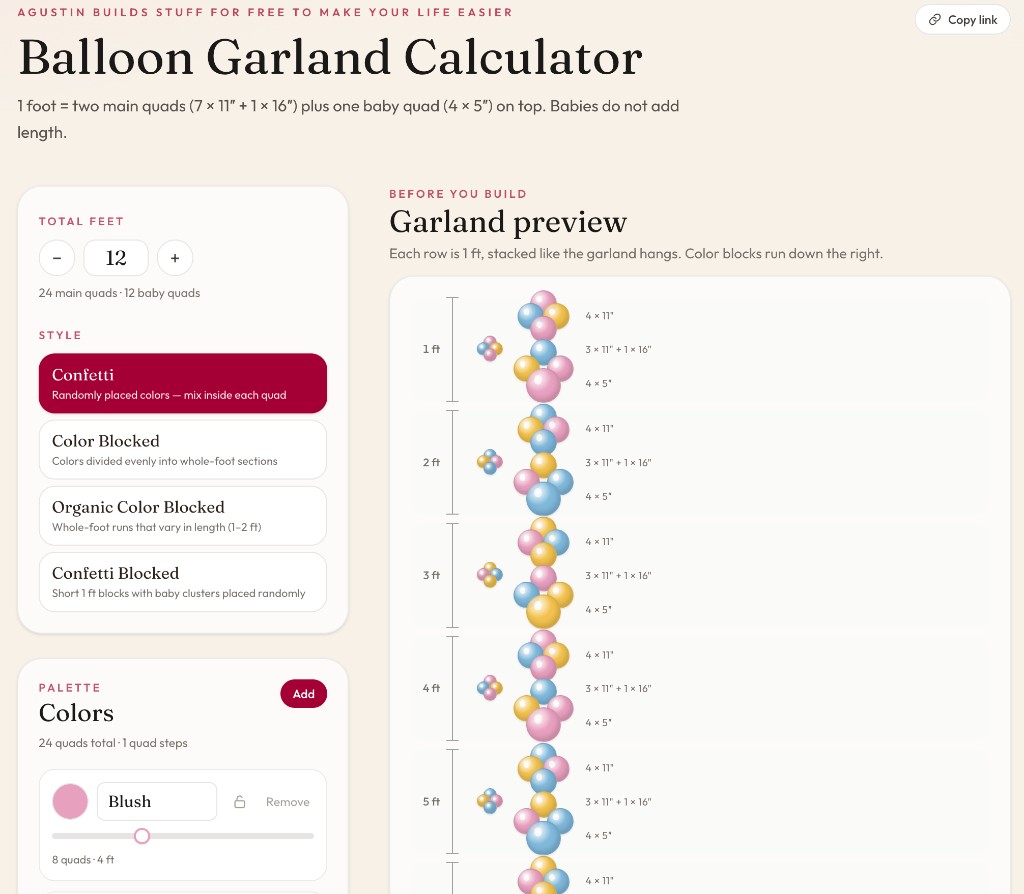 AGUSTIN BUILDS STUFF FOR FREE TO MAKE YOUR LIFE EASIER
Copy link
Balloon Garland Calculator
1 foot = two main quads (7 × 11″ + 1 × 16″) plus one baby quad (4 × 5″) on top. Babies do not add
length.
TOTAL FEET
−
12
+
24 main quads · 12 baby quads
STYLE
Confetti
Randomly placed colors — mix inside each quad
Color Blocked
Colors divided evenly into whole-foot sections
Organic Color Blocked
Whole-foot runs that vary in length (1–2 ft)
Confetti Blocked
Short 1 ft blocks with baby clusters placed randomly
PALETTE
Colors
Add
24 quads total · 1 quad steps
Blush
Remove
8 quads · 4 ft
BEFORE YOU BUILD
Garland preview
Each row is 1 ft, stacked like the garland hangs. Color blocks run down the right.
4 × 11"
1 ft
3 × 11" + 1 × 16"
4 × 5"
4 × 11"
2 ft
3 × 11" + 1 × 16"
4 × 5"
4 × 11"
3 ft
3 × 11" + 1 × 16"
4 × 5"
4 × 11"
4 ft
3 × 11" + 1 × 16"
4 × 5"
4 × 11"
5 ft
3 × 11" + 1 × 16"
4 × 5"
4 × 11"